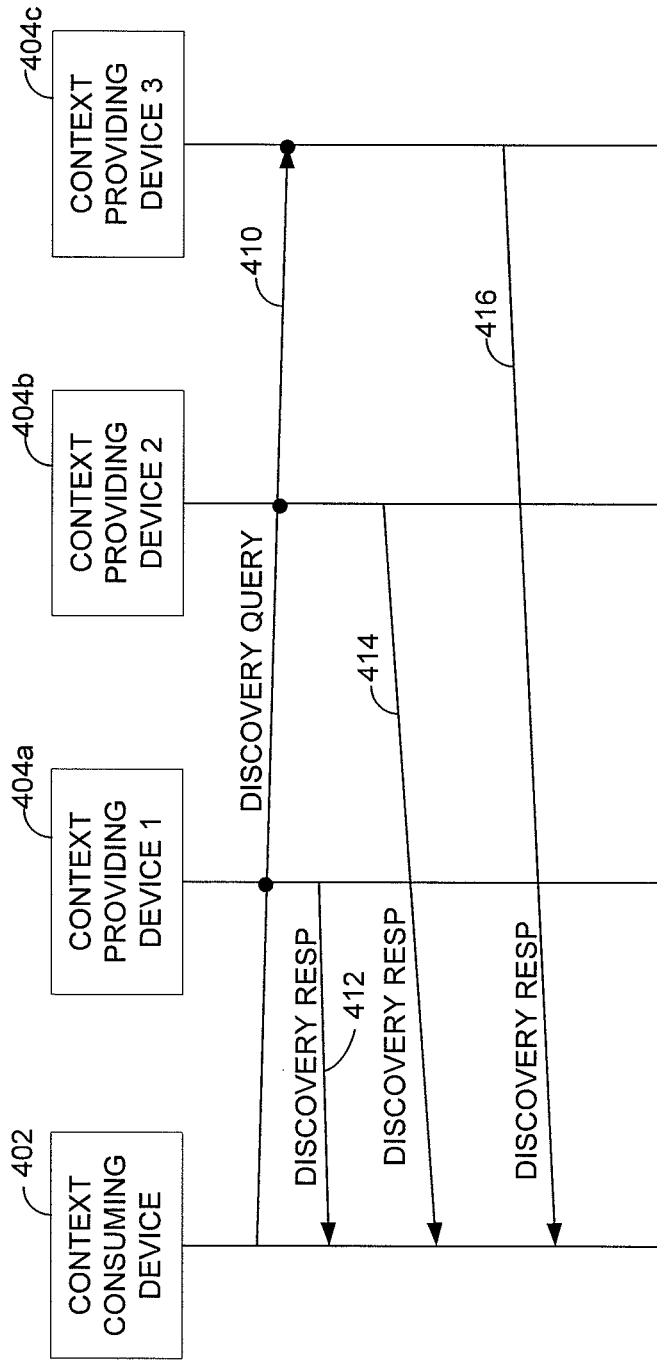 402
CONTEXT
CONSUMING
DEVICE
404a
CONTEXT
PROVIDING
DEVICE 1
404b
CONTEXT
PROVIDING
DEVICE 2
404c
CONTEXT
PROVIDING
DEVICE 3
DISCOVERY QUERY
410
DISCOVERY RESP
412
DISCOVERY RESP
414
DISCOVERY RESP
416